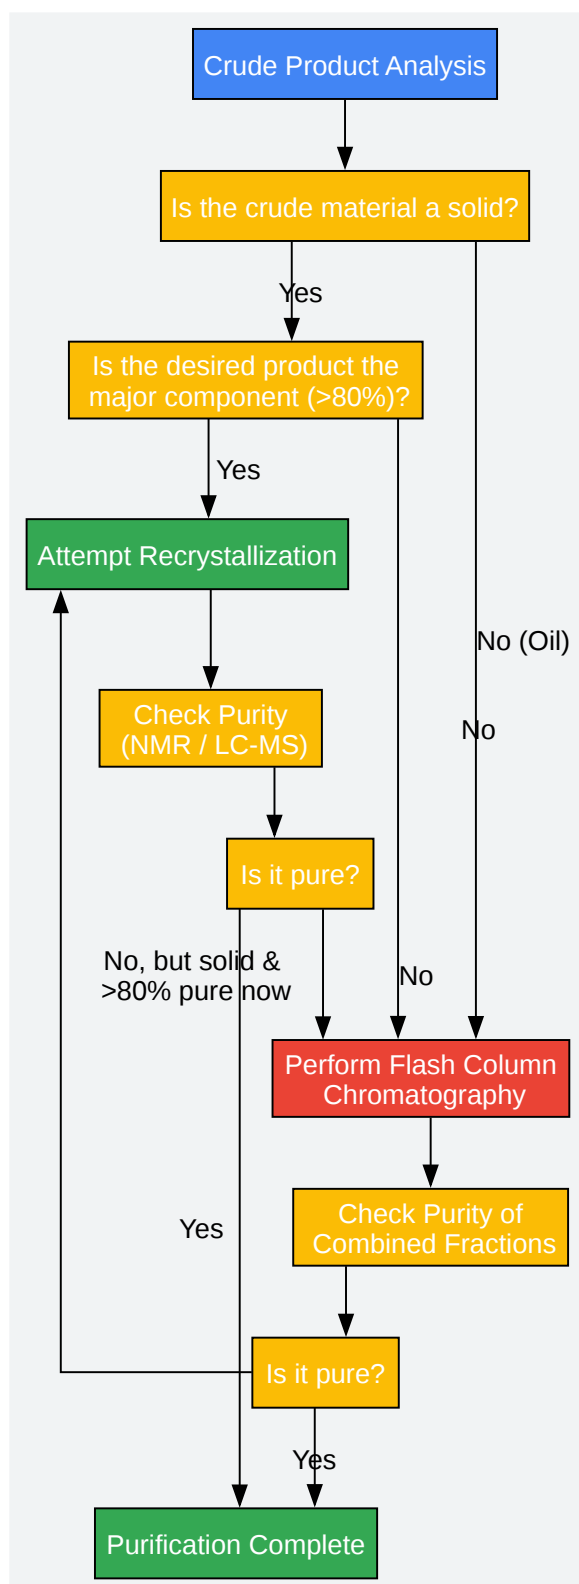 Crude Product Analysis
Is the crude material a solid?
Yes
Is the desired product the
major component (>80%)?
Yes
Attempt Recrystallization
No (Oil)
Check Purity
(NMR / LC-MS)
No
Is it pure?
No, but solid &
>80% pure now
No
Perform Flash Column
Chromatography
Check Purity of
Combined Fractions
Yes
Is it pure?
Yes
Purification Complete